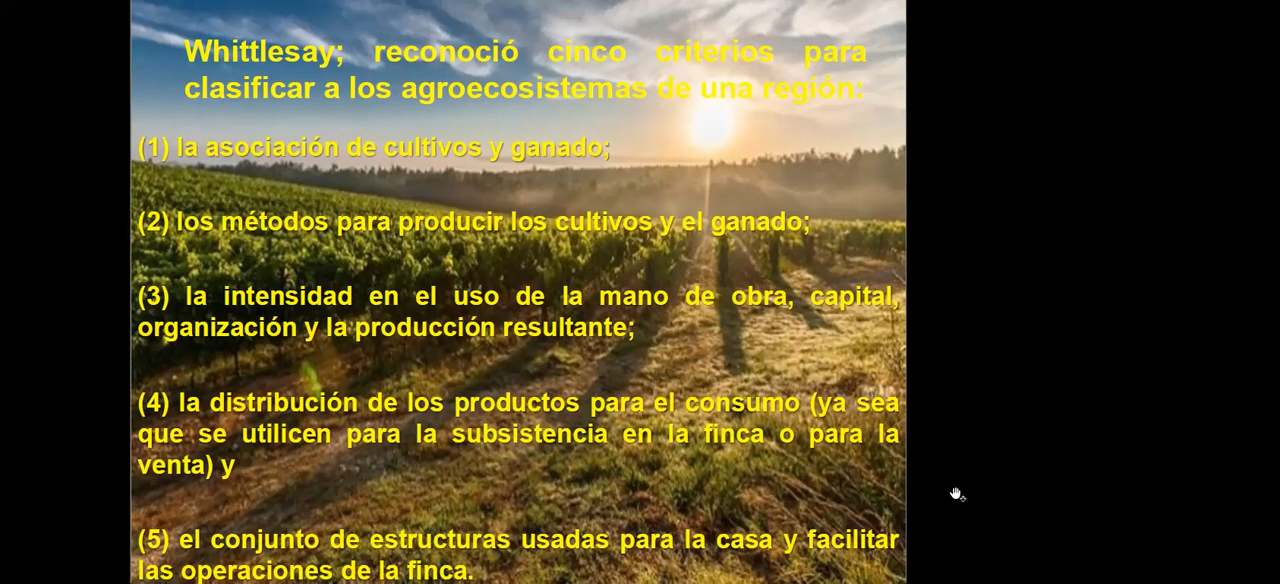 Whittlesay; reconoció cinco criterios para
clasificar a los agroecosistemas de una región:
(1) la asociación de cultivos y ganado;
(2) los métodos para producir los cultivos y el ganado;
(3) la intensidad en el uso de la mano de obra, capital,
organización y la producción resultante;
(4) la distribución de los productos para el consumo (ya sea
que se utilicen para la subsistencia en la finca o para la
venta) y
(5) el conjunto de estructuras usadas para la casa y facilitar
las operaciones de la finca.